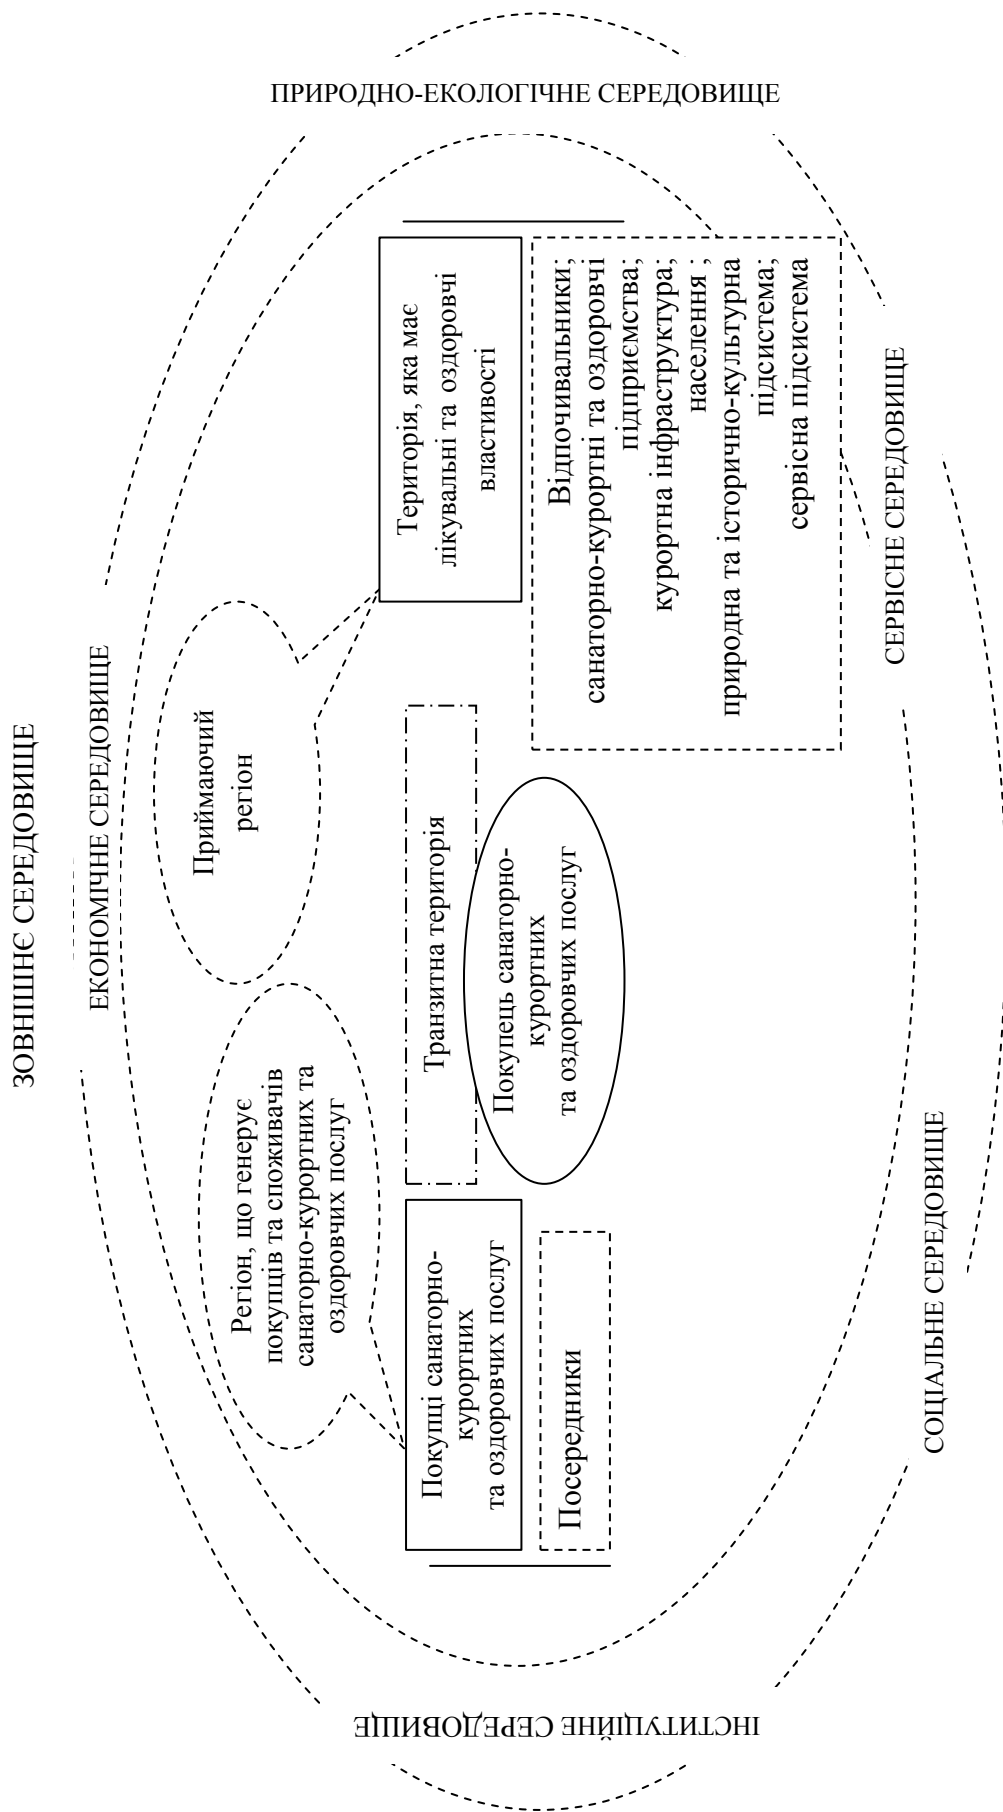 ЗОВНІШНЄ СЕРЕДОВИЩЕ
ЕКОНОМІЧНЕ СЕРЕДОВИЩЕ
ІНСТИТУЦІЙНЕ СЕРЕДОВИЩЕ
Регіон, що генерує
покупців та споживачів
санаторно-курортних та
оздоровчих послуг
Приймаючий
регіон
Покупці санаторно-
курортних
та оздоровчих послуг
Посередники
Транзитна територія
Покупець санаторно-
курортних
та оздоровчих послуг
Територія, яка має
лікувальні та оздоровчі
властивості
Відпочивальники;
санаторно-курортні та оздоровчі
підприємства;
курортна інфраструктура;
населення ;
природна та історично-культурна
підсистема;
сервісна підсистема
ПРИРОДНО-ЕКОЛОГІЧНЕ СЕРЕДОВИЩЕ
СОЦІАЛЬНЕ СЕРЕДОВИЩЕ
СЕРВІСНЕ СЕРЕДОВИЩЕ